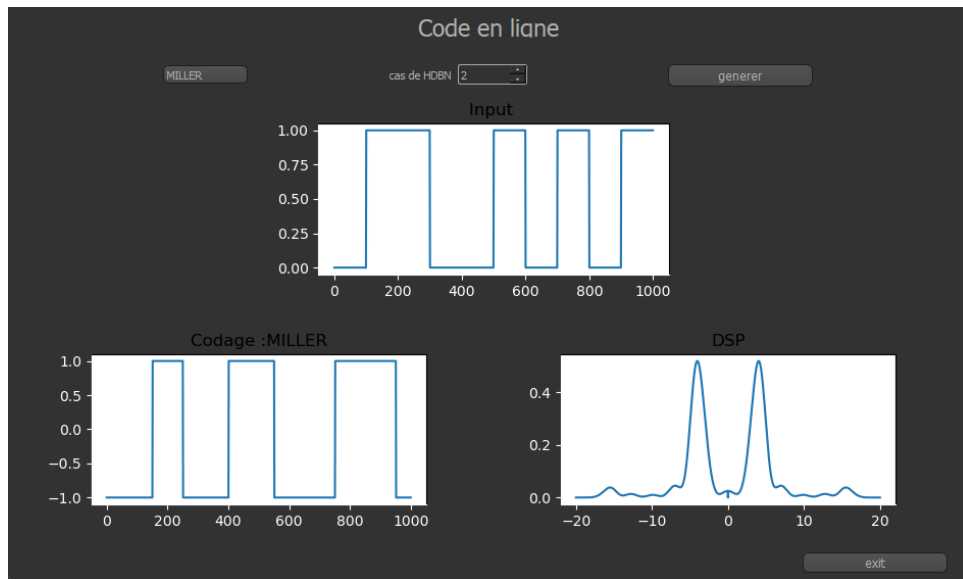 Code en ligne
MILLER
cas de HDBN 2
generer
Input
1.00
0.75
0.50
0.25
0.00
0 200 400 600 800 1000
Codage :MILLER
1.0
0.5
0.0
−0.5
−1.0
0 200 400 600 800 1000
DSP
0.4
0.2
0.0
−20 −10 0 10 20
exit